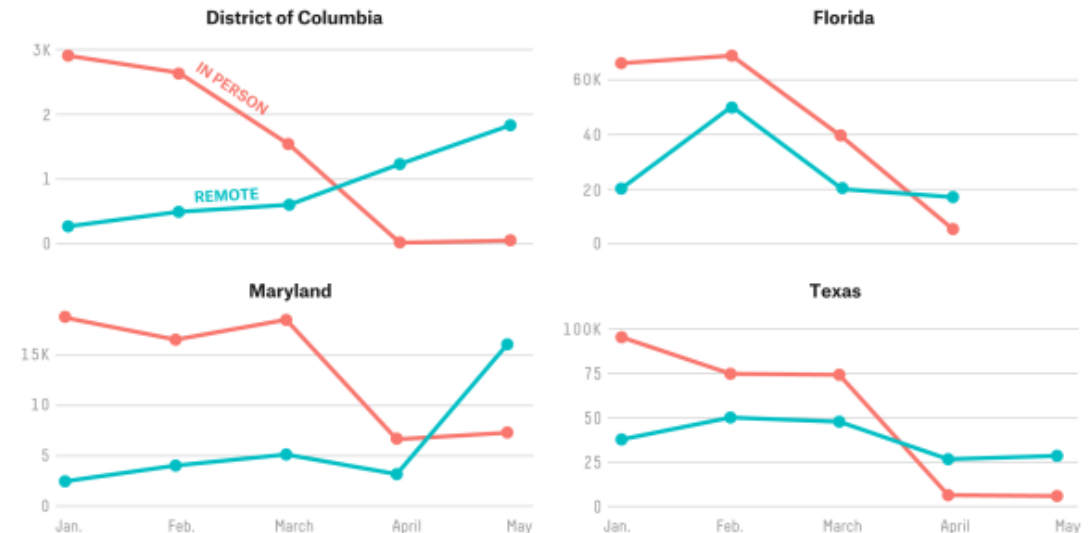 District of Columbia
3K
2
1
0
IN PERSON
REMOTE
Florida
60K
40
20
0
Maryland
15K
10
5
0
Jan.
Feb.
March
April
May
Texas
100K
75
50
25
0
Jan.
Feb.
March
April
May